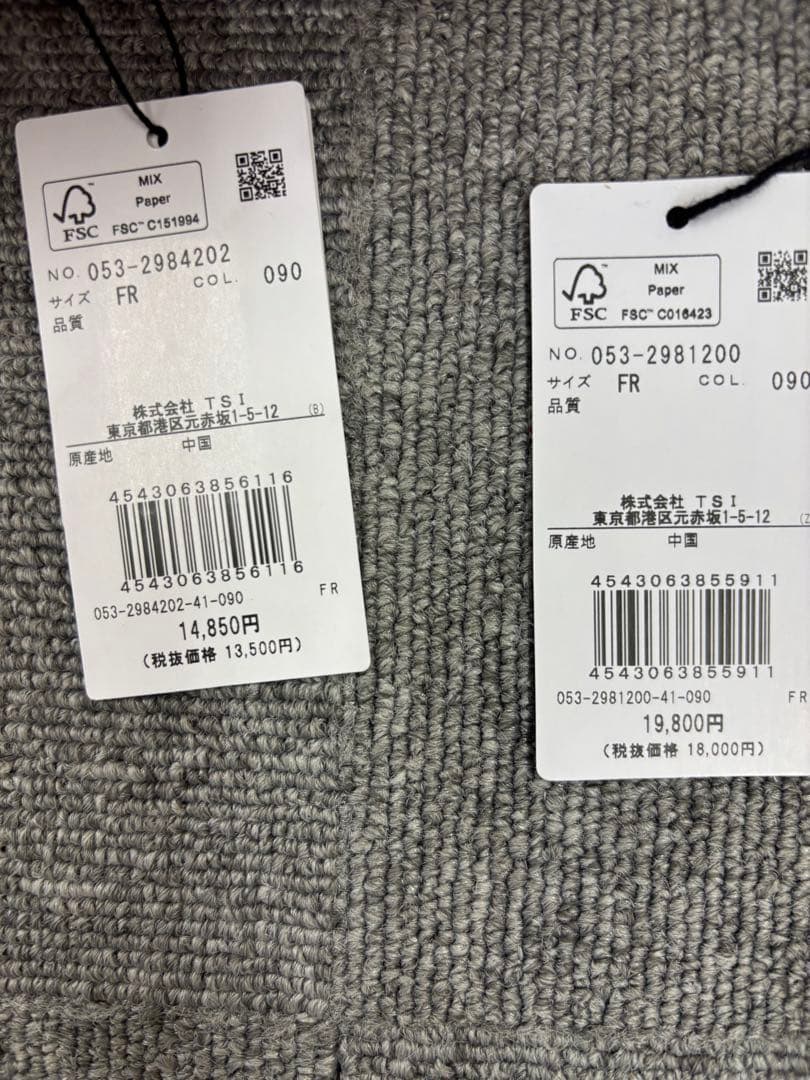 MIX
Paper
FSC™ C151994
FSC
NO. 053-2984202
COL. 090
サイズ FR
品質
株式会社 TSI
東京都港区元赤坂1-5-12 (B)
原産地 中国
4543063856116
4543063856116
053-2984202-41-090 FR
14,850円
(税抜価格 13,500円)
MIX
Paper
FSC™ C016423
FSC
NO. 053-2981200
サイズ FR COL. 090
品質
株式会社 TSI
東京都港区元赤坂1-5-12
原産地 中国
4543063855911
4543063855911
053-2981200-41-090 FR
19,800円
(税抜価格 18,000円)